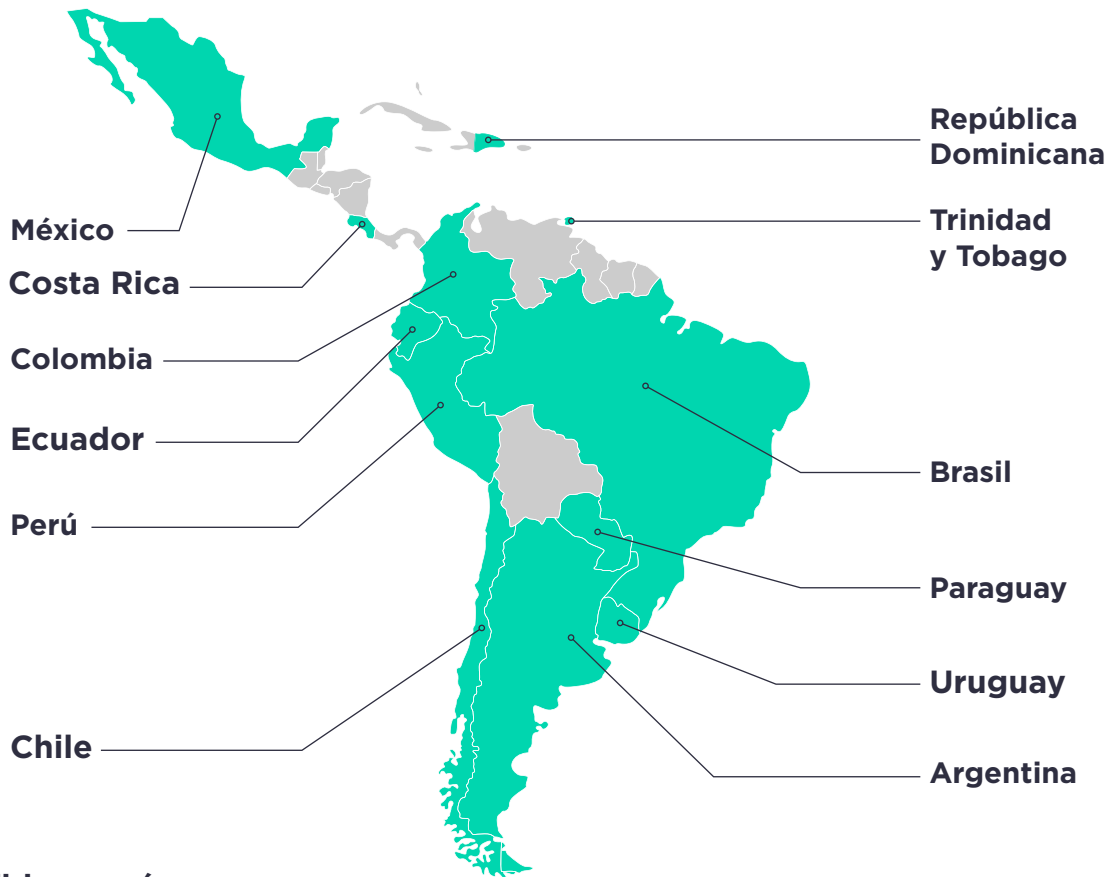 México
Costa Rica
Colombia
Ecuador
Perú
Chile
República
Dominicana
Trinidad
y Tobago
Brasil
Paraguay
Uruguay
Argentina